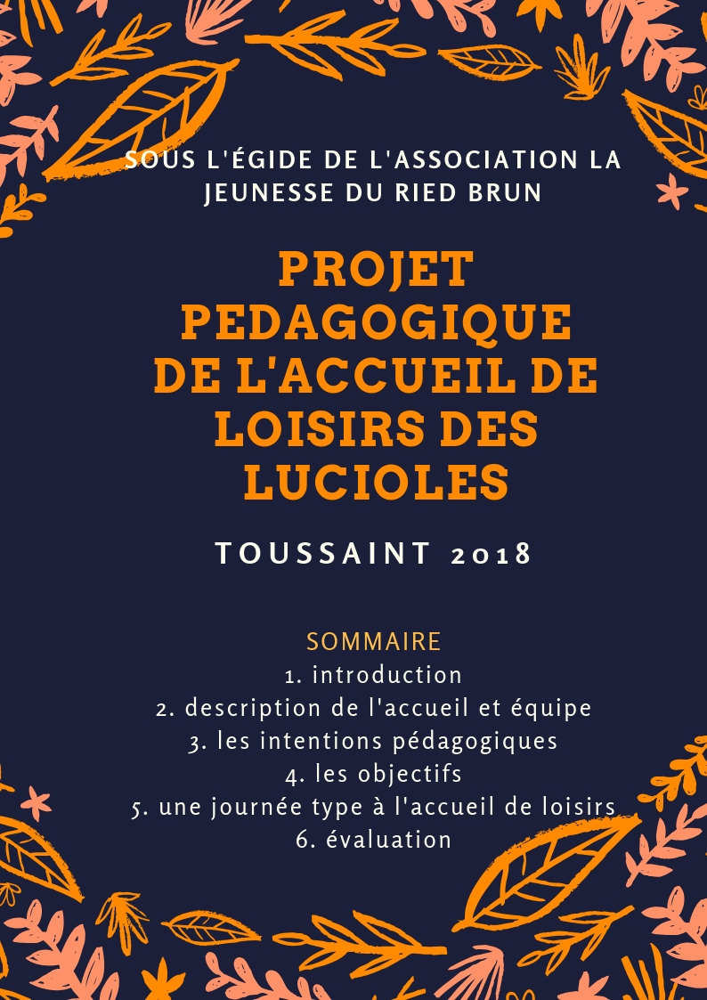 SOUS L'ÉGIDE DE L'ASSOCIATION LA
JEUNESSE DU RIED BRUN
PROJET
PEDAGOGIQUE
DE L'ACCUEIL DE
LOISIRS DES
LUCIOLES
TOUSSAINT 2018
SOMMAIRE
1. introduction
2. description de l'accueil et équipe
3. les intentions pédagogiques
4. les objectifs
5. une journée type à l'accueil de loisirs
6. évaluation